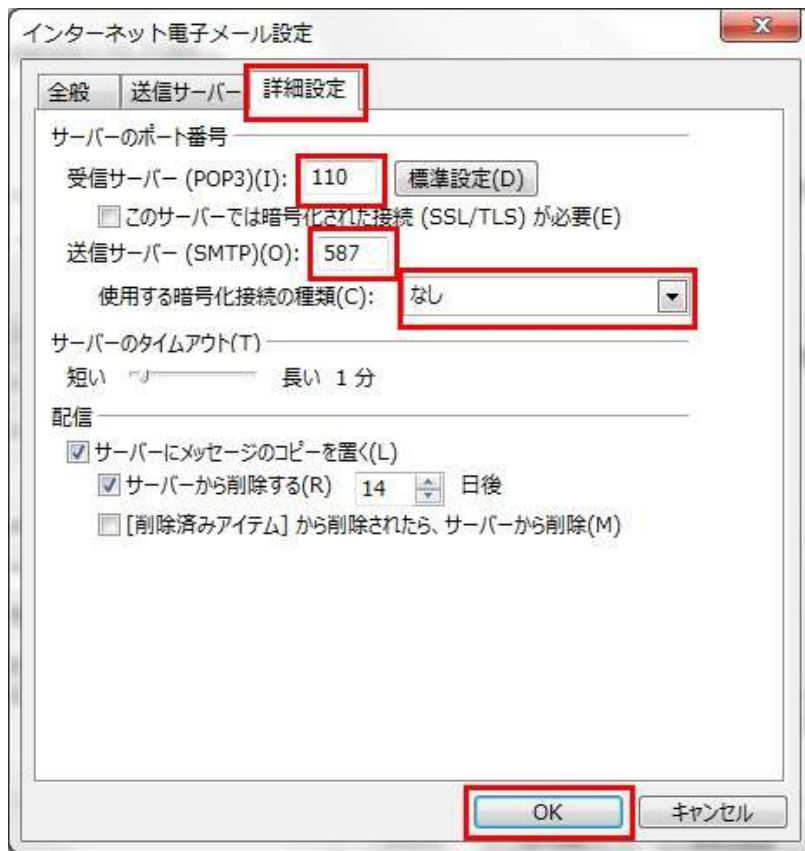 インターネット電子メール設定
全般 送信サーバー 詳細設定
サーバーのポート番号
受信サーバー (POP3)(I): 110 標準設定(D)
このサーバーでは暗号化された接続 (SSL/TLS) が必要(E)
送信サーバー (SMTP)(O): 587
使用する暗号化接続の種類(C): なし
サーバーのタイムアウト(T)
短い 長い 1 分
配信
サーバーにメッセージのコピーを置く(L)
サーバーから削除する(R) 14 日後
[削除済みアイテム] から削除されたら、サーバーから削除(M)
OK キャンセル